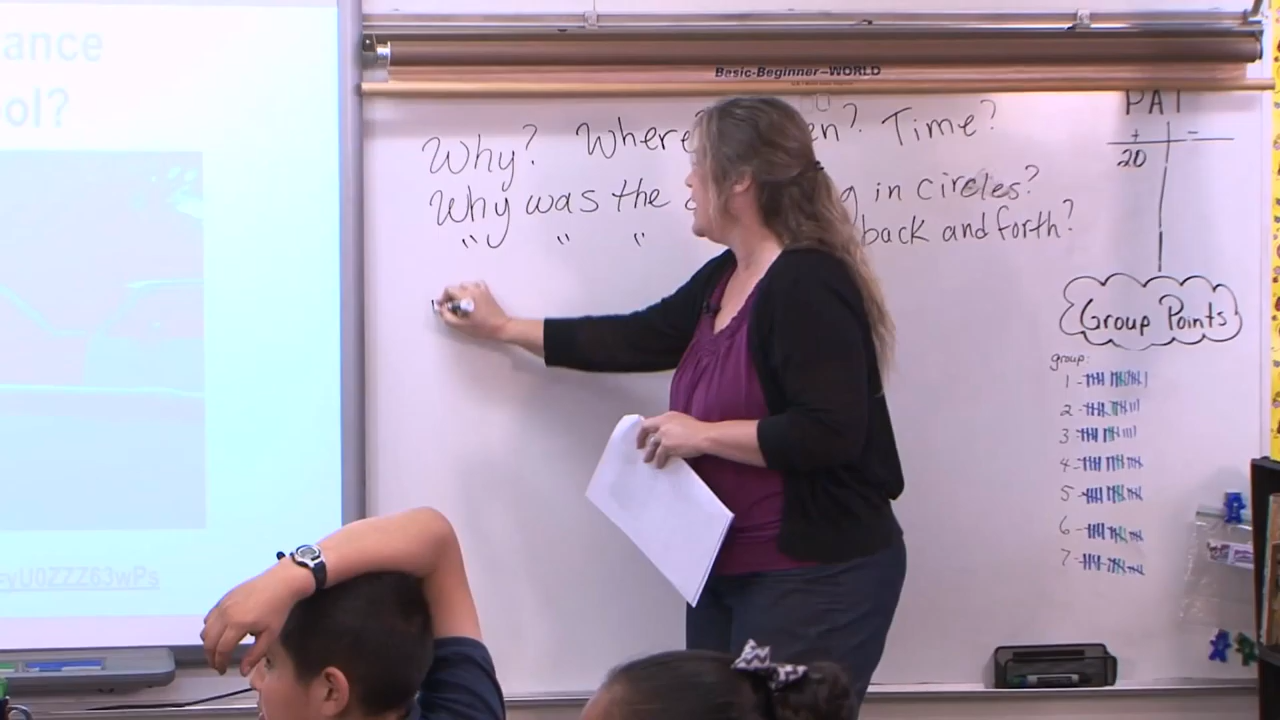 ance
ool?
Basic-Beginner-WORLD
Why? Where? en? Time?
Why was the g in circles?
" " " back and forth?
PAT
+ -
20
Group Points
group:
1-
2-
3-
4-
5-
6-
7-
yU0ZZZ63wPs